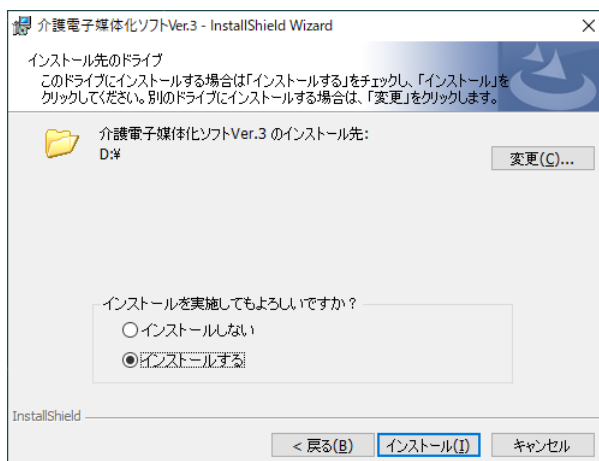 介護電子媒体化ソフトVer.3 - InstallShield Wizard
インストール先のドライブ
このドライブにインストールする場合は「インストールする」をチェックし、「インストール」を
クリックしてください。別のドライブにインストールする場合は、「変更」をクリックします。
介護電子媒体化ソフトVer.3 のインストール先:
D:¥
変更(C)...
インストールを実施してもよろしいですか？
インストールしない
インストールする
InstallShield
< 戻る(B)
インストール(I)
キャンセル